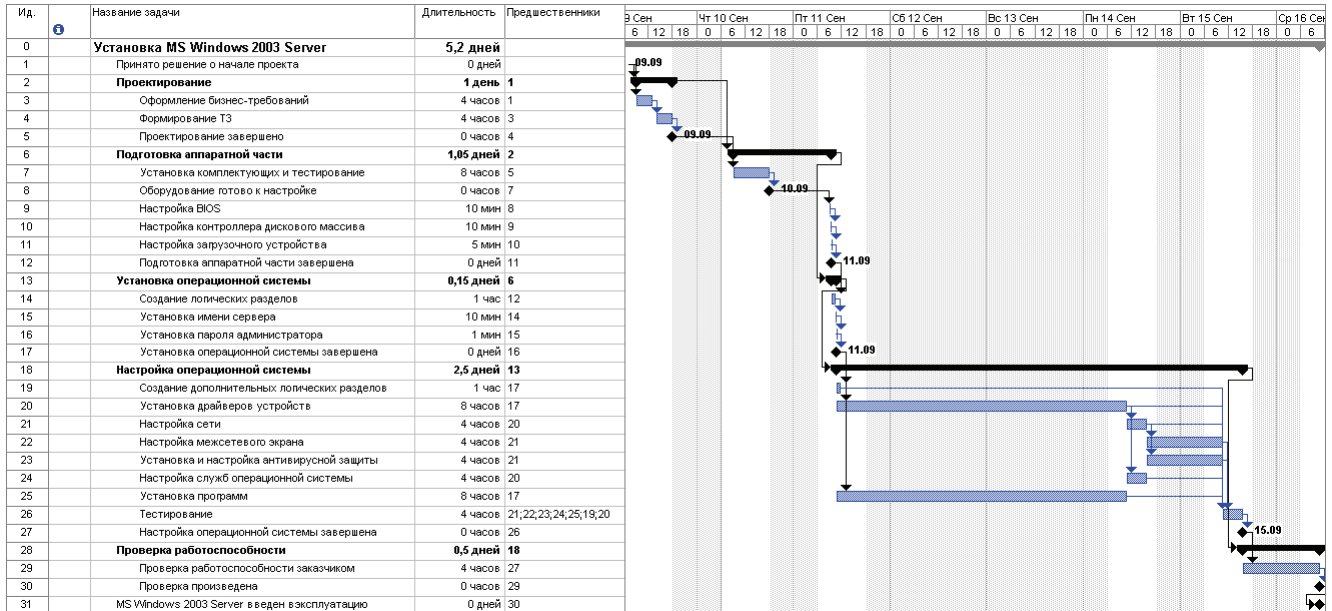 Ид. Название задачи Длительность Предшественники 9 Сен Чт 10 Сен Пт 11 Сен Сб 12 Сен Вс 13 Сен Пн 14 Сен Вт 15 Сен Ср 16 Сен
6 12 18 0 6 12 18 0 6 12 18 0 6 12 18 0 6 12 18 0 6 12 18 0 6 12 18 0 6
0 Установка MS Windows 2003 Server 5,2 дней
1 Принято решение о начале проекта 0 дней 09.09
2 Проектирование 1 день 1
3 Оформление бизнес-требований 4 часов 1
4 Формирование ТЗ 4 часов 3
5 Проектирование завершено 0 часов 4 09.09
6 Подготовка аппаратной части 1,05 дней 2
7 Установка комплектующих и тестирование 8 часов 5
8 Оборудование готово к настройке 0 часов 7 10.09
9 Настройка BIOS 10 мин 8
10 Настройка контроллера дискового массива 10 мин 9
11 Настройка загрузочного устройства 5 мин 10
12 Подготовка аппаратной части завершена 0 дней 11 11.09
13 Установка операционной системы 0,15 дней 6
14 Создание логических разделов 1 час 12
15 Установка имени сервера 10 мин 14
16 Установка пароля администратора 1 мин 15
17 Установка операционной системы завершена 0 дней 16 11.09
18 Настройка операционной системы 2,5 дней 13
19 Создание дополнительных логических разделов 1 час 17
20 Установка драйверов устройств 8 часов 17
21 Настройка сети 4 часов 20
22 Настройка межсетевого экрана 4 часов 21
23 Установка и настройка антивирусной защиты 4 часов 21
24 Настройка служб операционной системы 4 часов 20
25 Установка программ 8 часов 17
26 Тестирование 4 часов 21;22;23;24;25;19;20
27 Настройка операционной системы завершена 0 часов 26 15.09
28 Проверка работоспособности 0,5 дней 18
29 Проверка работоспособности заказчиком 4 часов 27
30 Проверка произведена 0 часов 29
31 MS Windows 2003 Server введен вэксплуатацию 0 дней 30